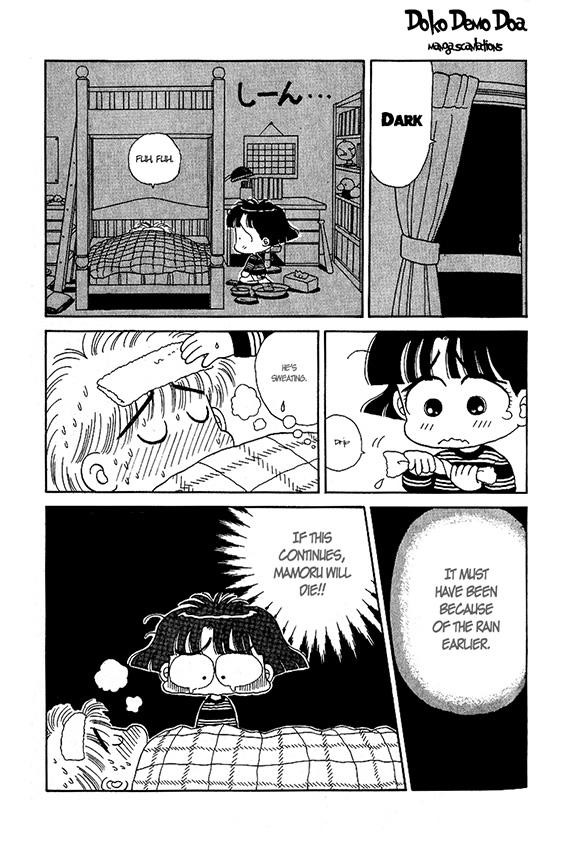 Doko Demo Doa
manga scanlations
DARK
しーん・・・
FUH, FUH.
Drip
HE'S
SWEATING.
IT MUST
HAVE BEEN
BECAUSE
OF THE RAIN
EARLIER.
IF THIS
CONTINUES,
MAMORU WILL
DIE!!